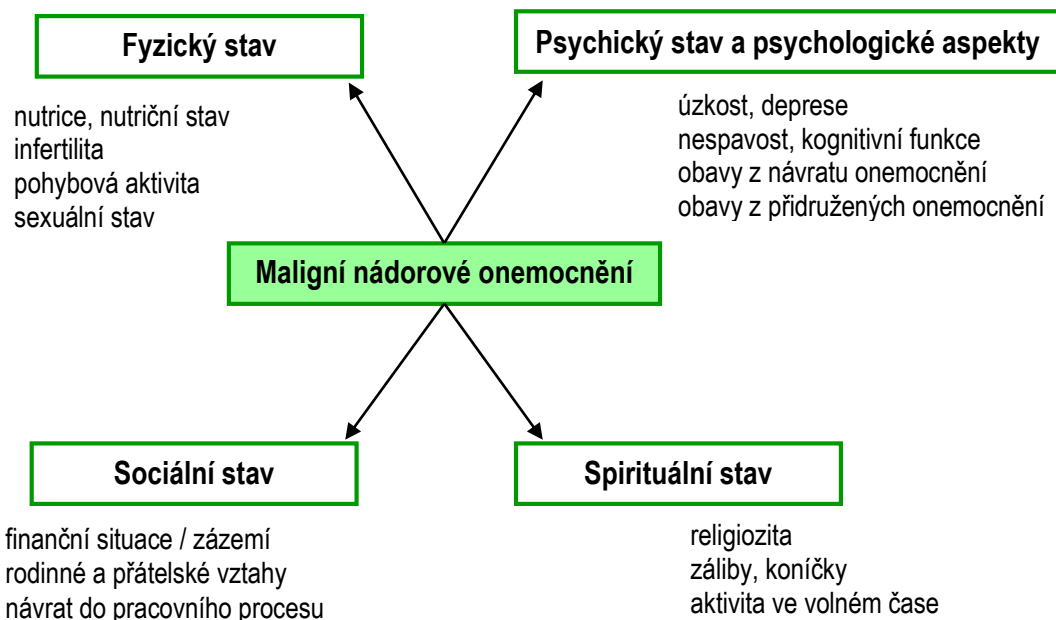 Fyzický stav
nutrice, nutriční stav
infertilita
pohybová aktivita
sexuální stav
Psychický stav a psychologické aspekty
úzkost, deprese
nespavost, kognitivní funkce
obavy z návratu onemocnění
obavy z přidružených onemocnění
Maligní nádorové onemocnění
Sociální stav
finanční situace / zázemí
rodinné a přátelské vztahy
návrat do pracovního procesu
Spirituální stav
religiozita
záliby, koníčky
aktivita ve volném čase